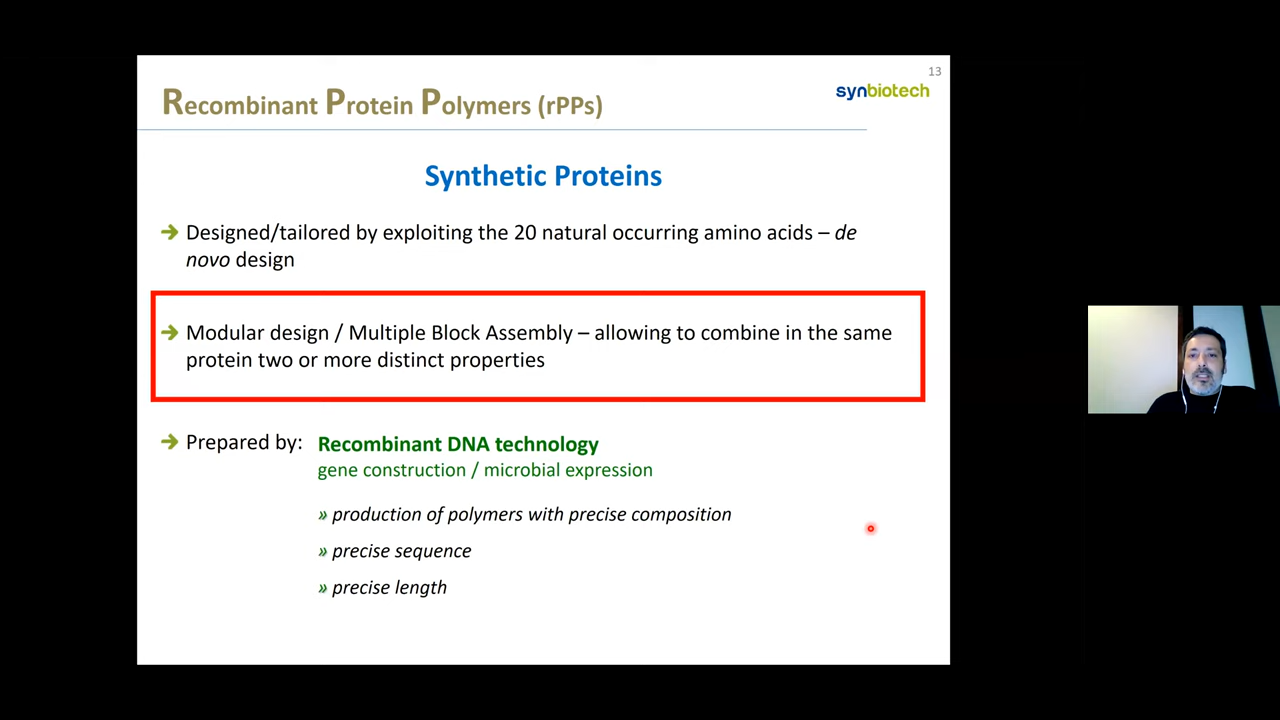 13
synbiotech
Recombinant Protein Polymers (rPPs)
Synthetic Proteins
Designed/tailored by exploiting the 20 natural occurring amino acids – de
novo design
Modular design / Multiple Block Assembly – allowing to combine in the same
protein two or more distinct properties
Prepared by: Recombinant DNA technology
gene construction / microbial expression
» production of polymers with precise composition
» precise sequence
» precise length